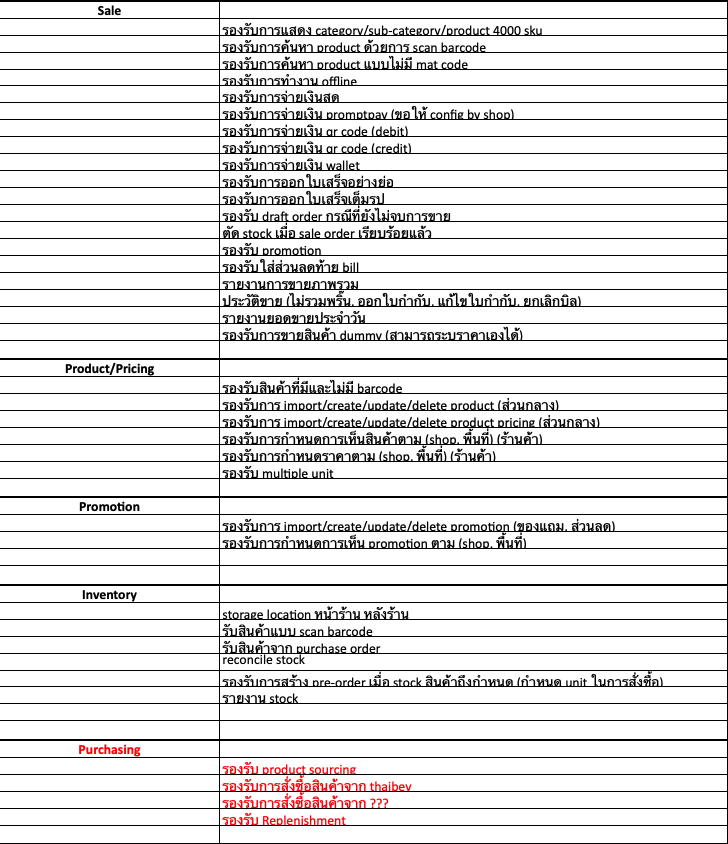 Sale
รองรับการแสดง category/sub-category/product 4000 sku
รองรับการค้นหา product ด้วยการ scan barcode
รองรับการค้นหา product แบบไม่มี mat code
รองรับการทำงาน offline
รองรับการจ่ายเงินสด
รองรับการจ่ายเงิน promptpay (ขอให้ config by shop)
รองรับการจ่ายเงิน qr code (debit)
รองรับการจ่ายเงิน qr code (credit)
รองรับการจ่ายเงิน wallet
รองรับการออกใบเสร็จอย่างย่อ
รองรับการออกใบเสร็จเต็มรูป
รองรับ draft order กรณีที่ยังไม่จบการขาย
ตัด stock เมื่อ sale order เรียบร้อยแล้ว
รองรับ promotion
รองรับใส่ส่วนลดท้าย bill
รายงานการขายภาพรวม
ประวัติขาย (ไม่รวมพริ้น, ออกใบกำกับ, แก้ไขใบกำกับ, ยกเลิกบิล)
รายงานยอดขายประจำวัน
รองรับการขายสินค้า dummy (สามารถระบุราคาเองได้)
Product/Pricing
รองรับสินค้าที่มีและไม่มี barcode
รองรับการ import/create/update/delete product (ส่วนกลาง)
รองรับการ import/create/update/delete product pricing (ส่วนกลาง)
รองรับการกำหนดการเห็นสินค้าตาม (shop, พื้นที่) (ร้านค้า)
รองรับการกำหนดราคาตาม (shop, พื้นที่) (ร้านค้า)
รองรับ multiple unit
Promotion
รองรับการ import/create/update/delete promotion (ของแถม, ส่วนลด)
รองรับการกำหนดการเห็น promotion ตาม (shop, พื้นที่)
Inventory
storage location หน้าร้าน หลังร้าน
รับสินค้าแบบ scan barcode
รับสินค้าจาก purchase order
reconcile stock
รองรับการสร้าง pre-order เมื่อ stock สินค้าถึงกำหนด (กำหนด unit ในการสั่งซื้อ)
รายงาน stock
Purchasing
รองรับ product sourcing
รองรับการสั่งซื้อสินค้าจาก thaibev
รองรับการสั่งซื้อสินค้าจาก ???
รองรับ Replenishment